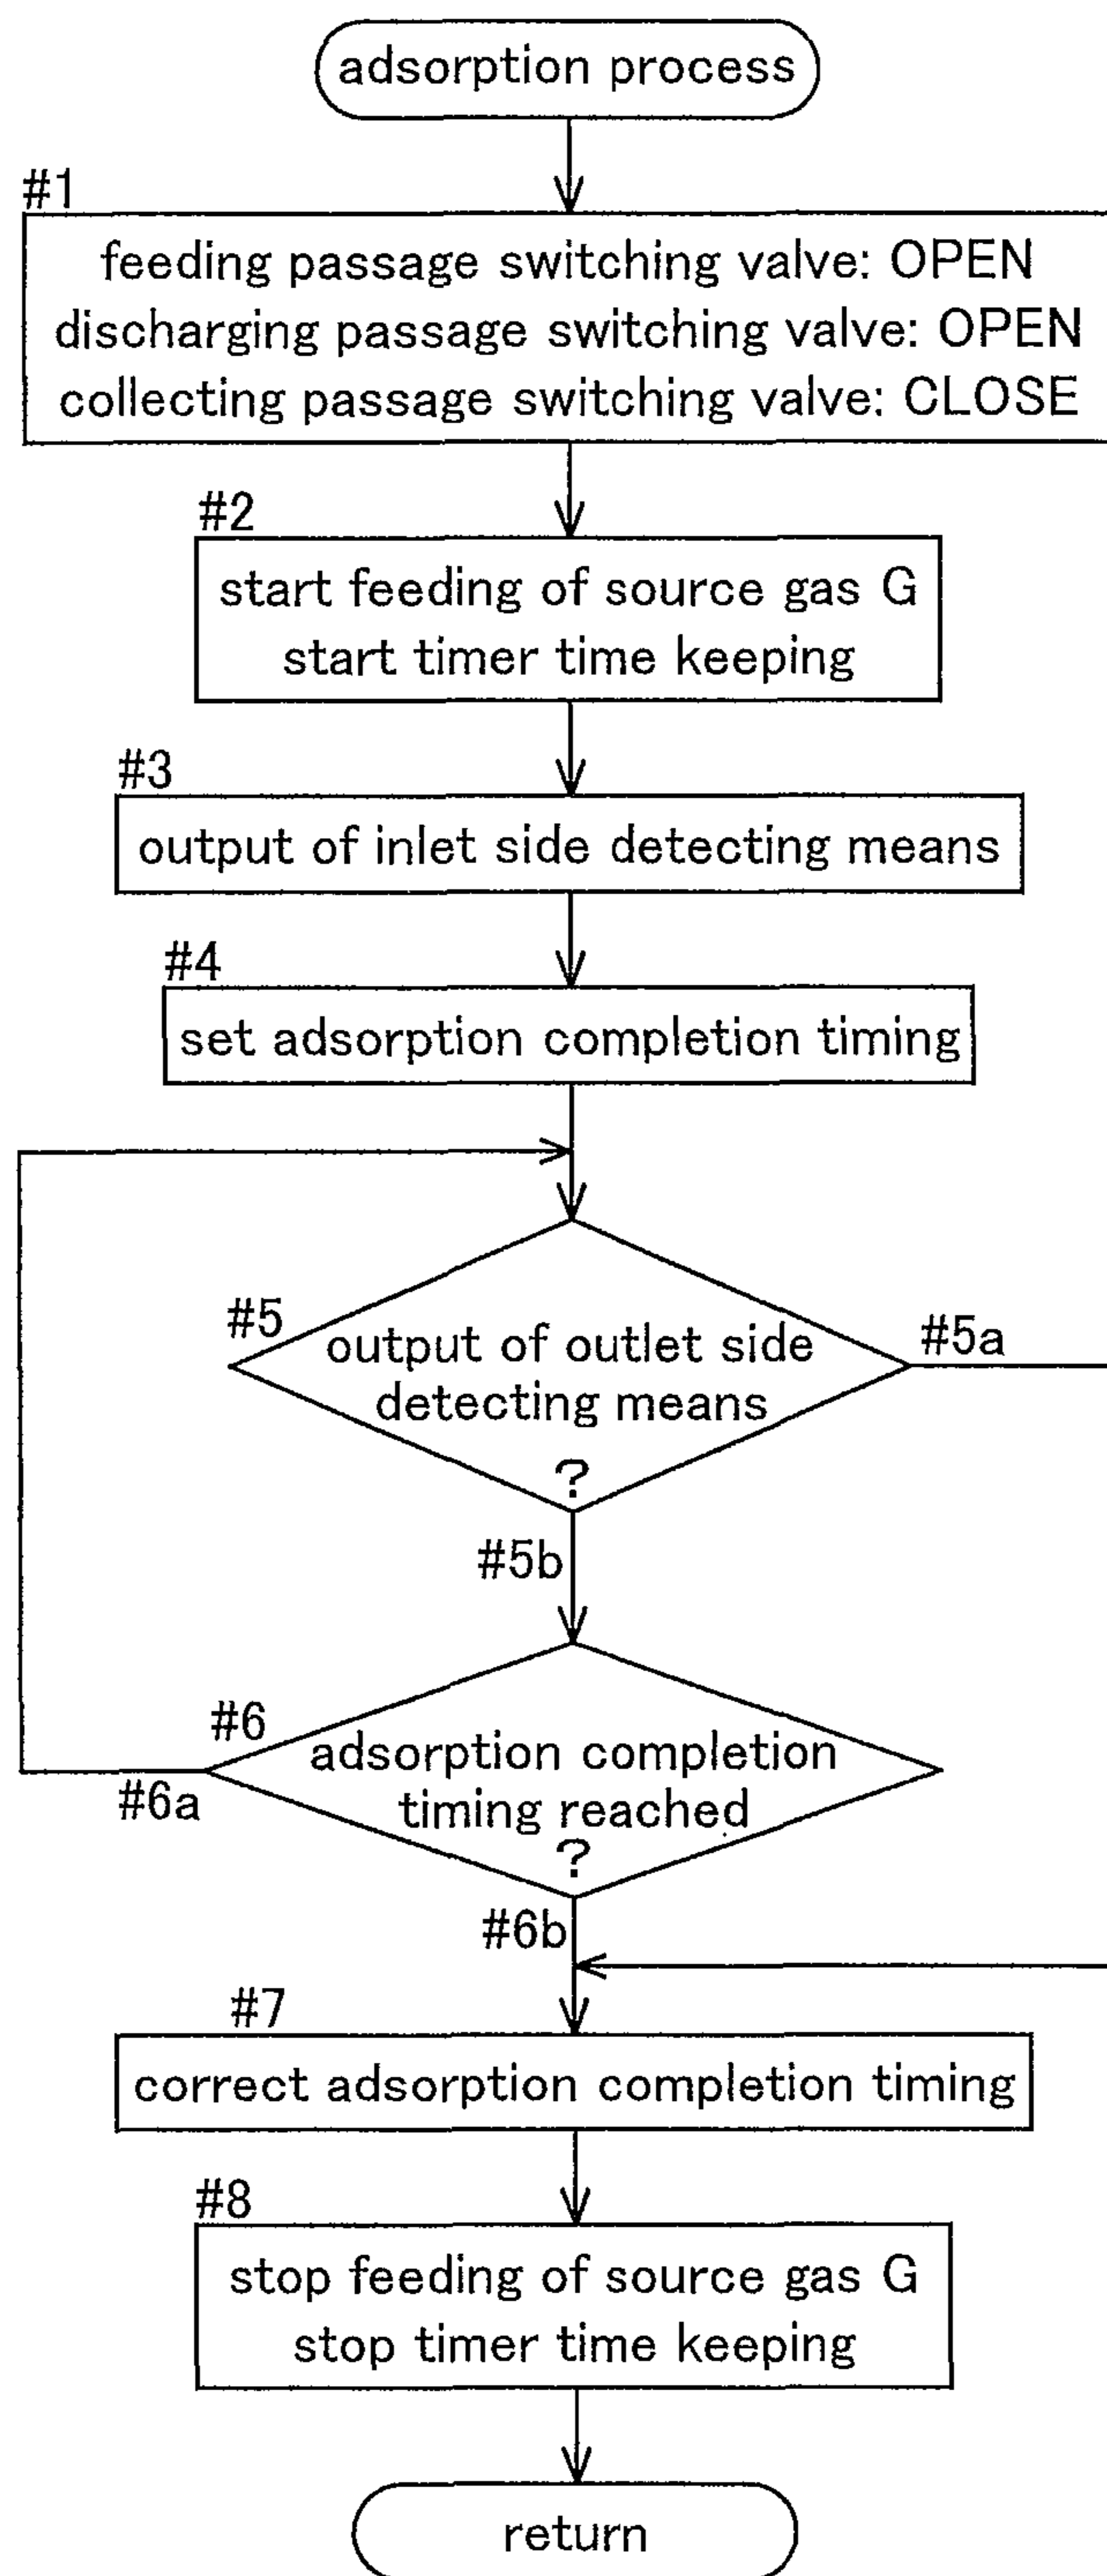 adsorption process
#1
feeding passage switching valve: OPEN
discharging passage switching valve: OPEN
collecting passage switching valve: CLOSE
#2
start feeding of source gas G
start timer time keeping
#3
output of inlet side detecting means
#4
set adsorption completion timing
#5
output of outlet side
detecting means
?
#5a
#5b
#6
adsorption completion
timing reached
?
#6a
#6b
#7
correct adsorption completion timing
#8
stop feeding of source gas G
stop timer time keeping
return